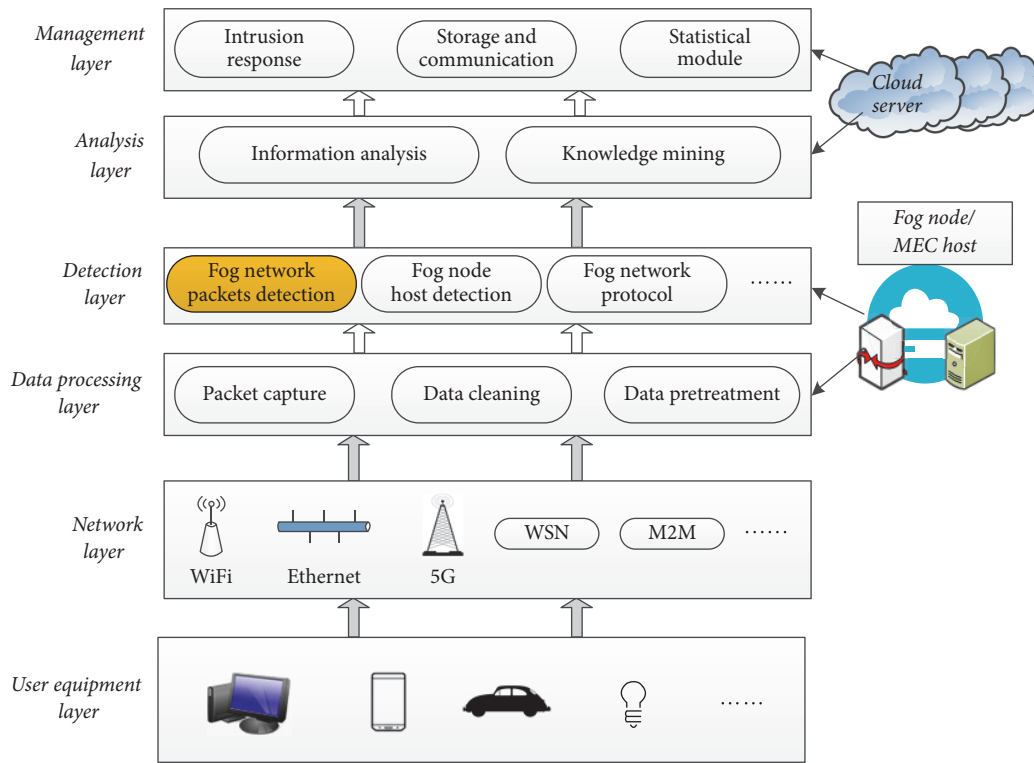 Management
layer
Intrusion
response
Storage and
communication
Statistical
module
Cloud
server
Analysis
layer
Information analysis
Knowledge mining
Fog node/
MEC host
Detection
layer
Fog network
packets detection
Fog node
host detection
Fog network
protocol
······
Data processing
layer
Packet capture
Data cleaning
Data pretreatment
Network
layer
WiFi
Ethernet
5G
WSN
M2M
······
User equipment
layer
······